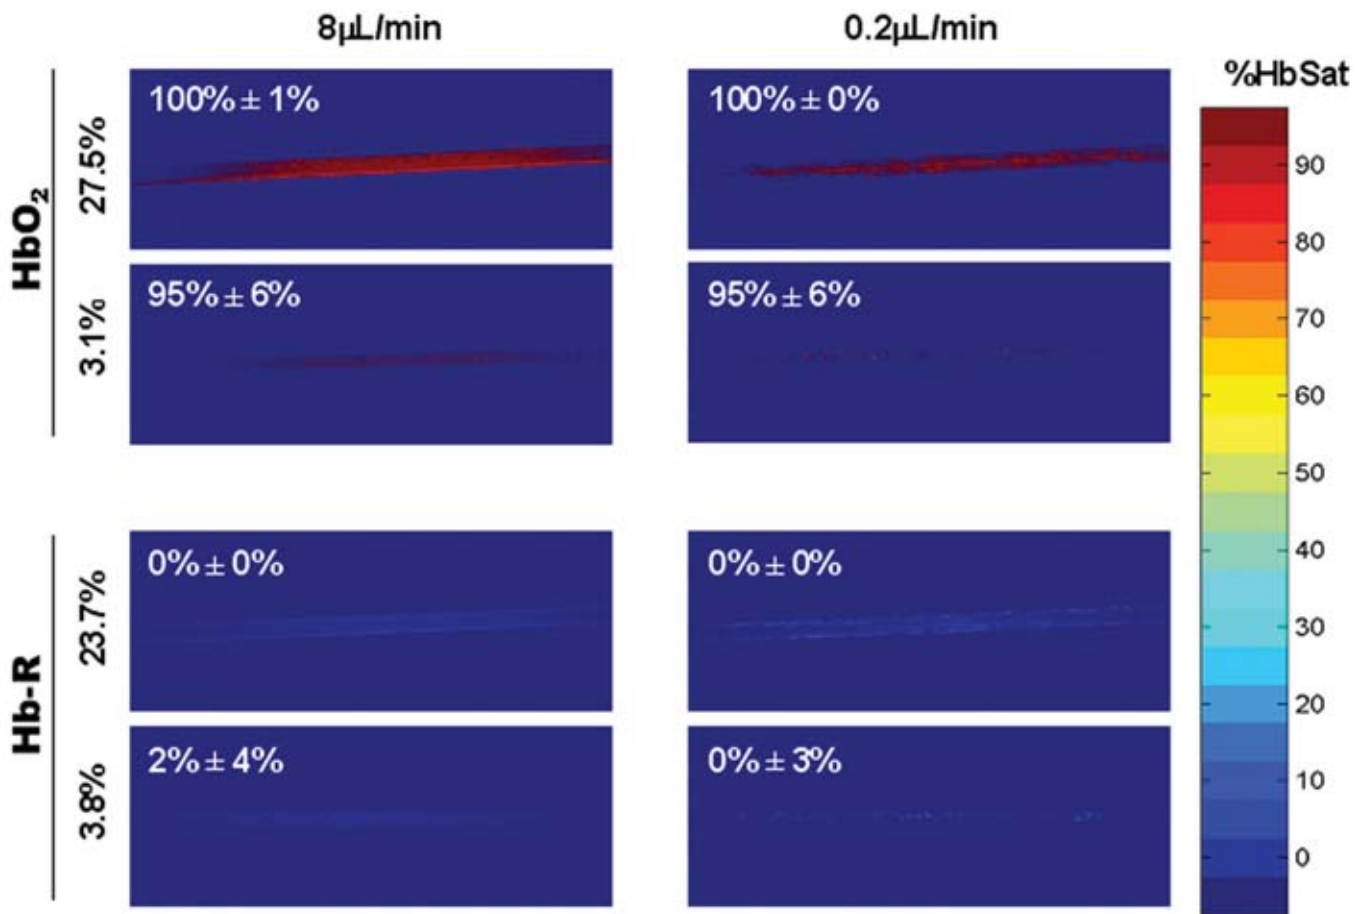 8µL/min
0.2µL/min
%HbSat
HbO2
27.5%
100% ± 1%
100% ± 0%
3.1%
95% ± 6%
95% ± 6%
Hb-R
23.7%
0% ± 0%
0% ± 0%
3.8%
2% ± 4%
0% ± 3%
90
80
70
60
50
40
30
20
10
0